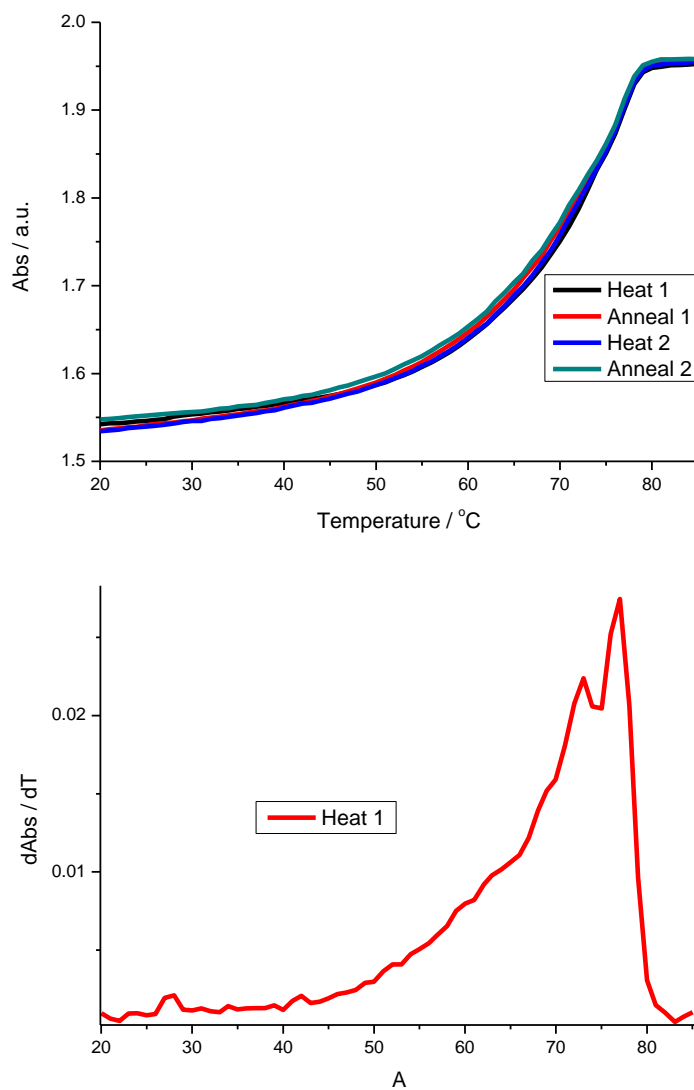 2.0
1.9
1.8
1.7
1.6
1.5
Abs / a.u.
Heat 1
Anneal 1
Heat 2
Anneal 2
20 30 40 50 60 70 80
Temperature / °C
0.02
0.01
dAbs / dT
Heat 1
20 30 40 50 60 70 80
A